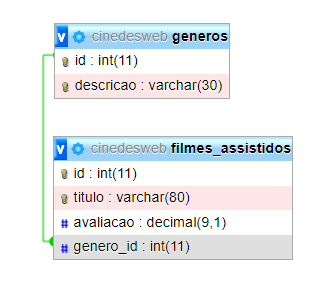 v cinedesweb generos
id : int(11)
descricao : varchar(30)
v cinedesweb filmes_assistidos
id : int(11)
titulo : varchar(80)
# avaliacao : decimal(9,1)
# genero_id : int(11)